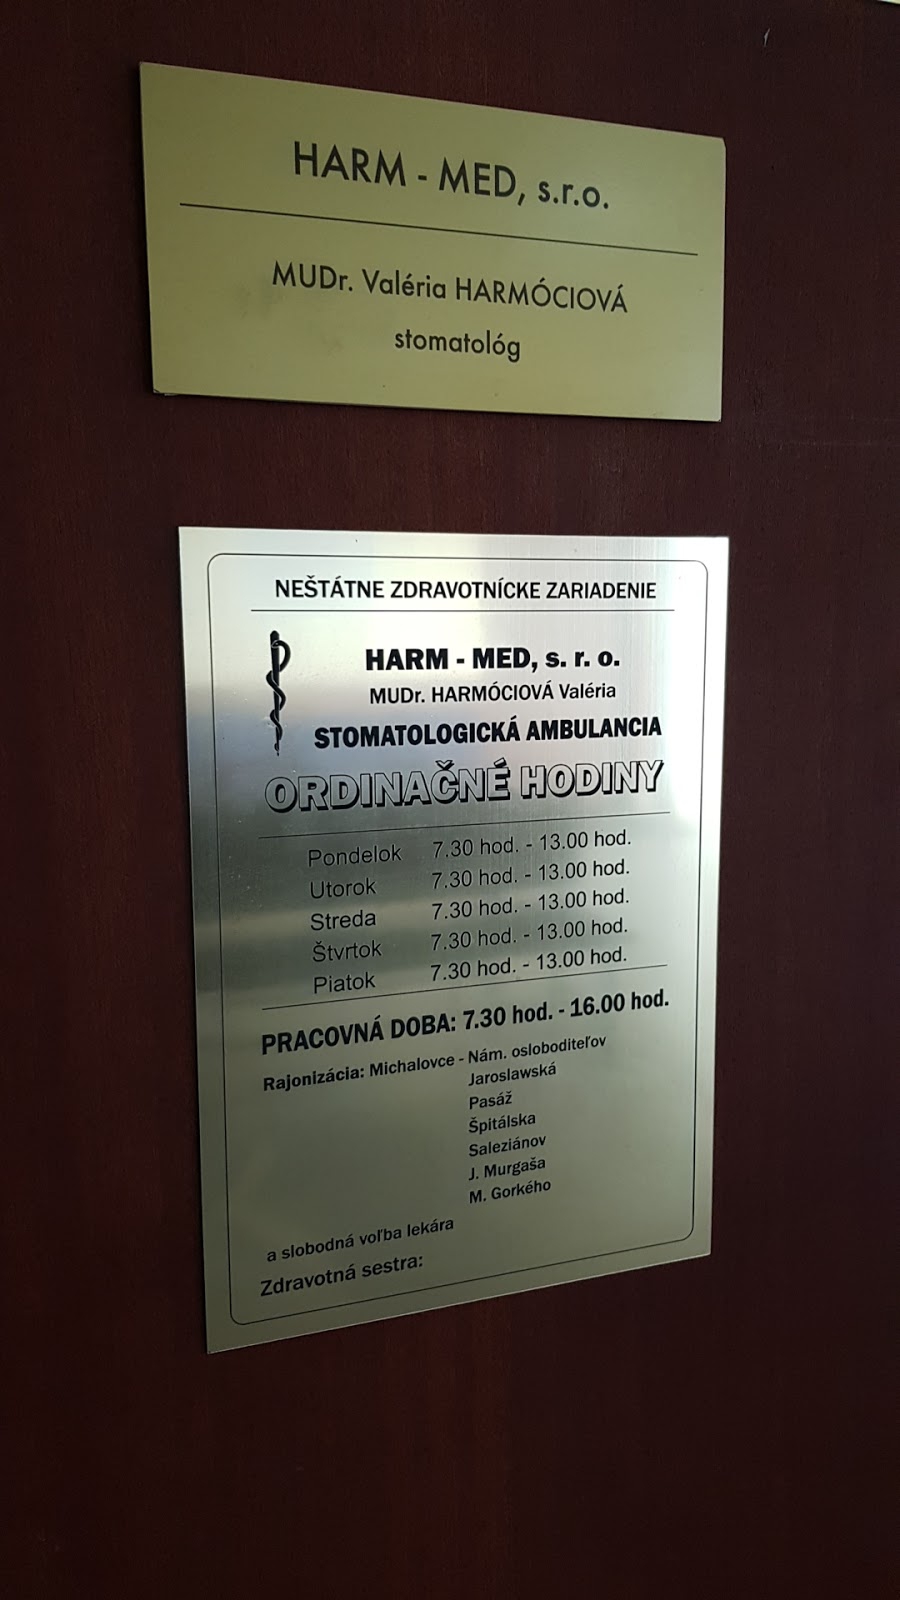 HARM - MED, s.r.o.
MUDr. Valéria HARMÓCIOVÁ
stomatológ
NEŠTÁTNE ZDRAVOTNÍCKE ZARIADENIE
HARM - MED, s. r. o.
MUDr. HARMÓCIOVÁ Valéria
STOMATOLOGICKÁ AMBULANCIA
ORDINAČNÉ HODINY
Pondelok 7.30 hod. - 13.00 hod.
Utorok 7.30 hod. - 13.00 hod.
Streda 7.30 hod. - 13.00 hod.
Štvrtok 7.30 hod. - 13.00 hod.
Piatok 7.30 hod. - 13.00 hod.
PRACOVNÁ DOBA: 7.30 hod. - 16.00 hod.
Rajonizácia: Michalovce - Nám. osloboditeľov
Jaroslawská
Pasáž
Špitálska
Saleziánov
J. Murgaša
M. Gorkého
a slobodná voľba lekára
Zdravotná sestra: